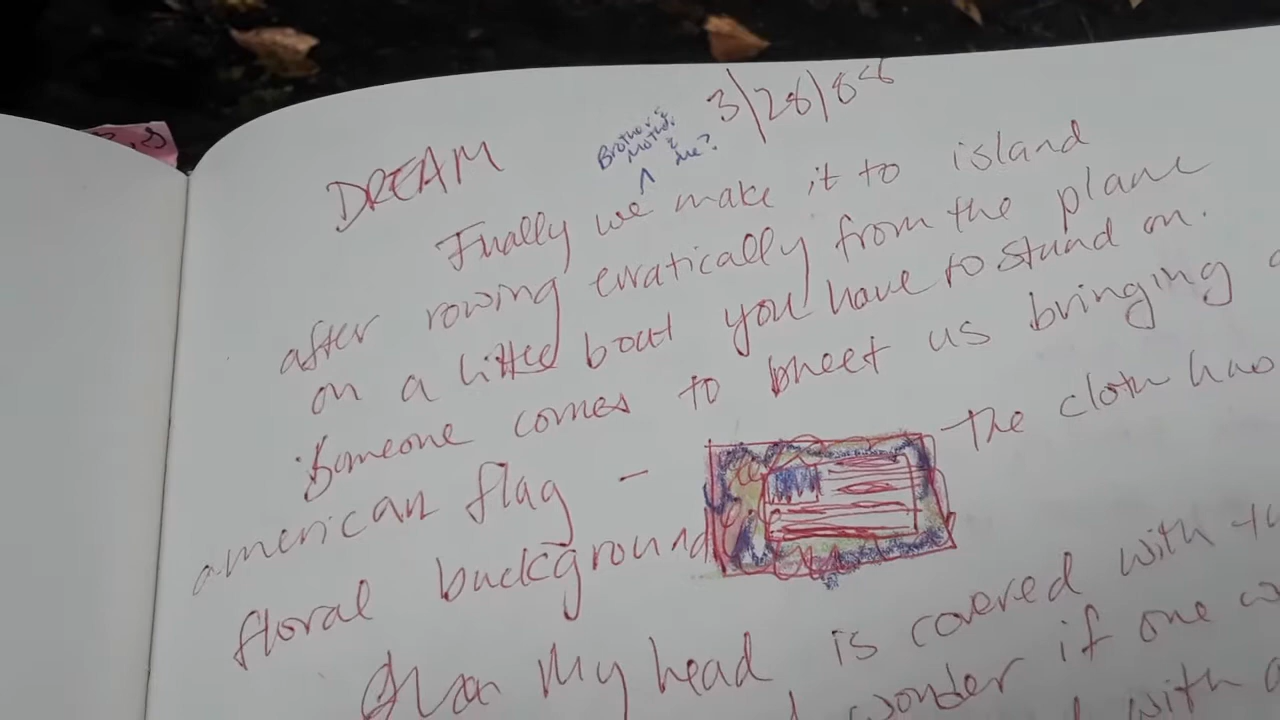 DREAM 3/28/88
Brother &
Mother &
me?
Finally we make it to island
after rowing erratically from the plane
on a little boat you have to stand on.
Someone comes to meet us bringing a
american flag - The cloth has
floral background
My head is covered with
wonder if one
with